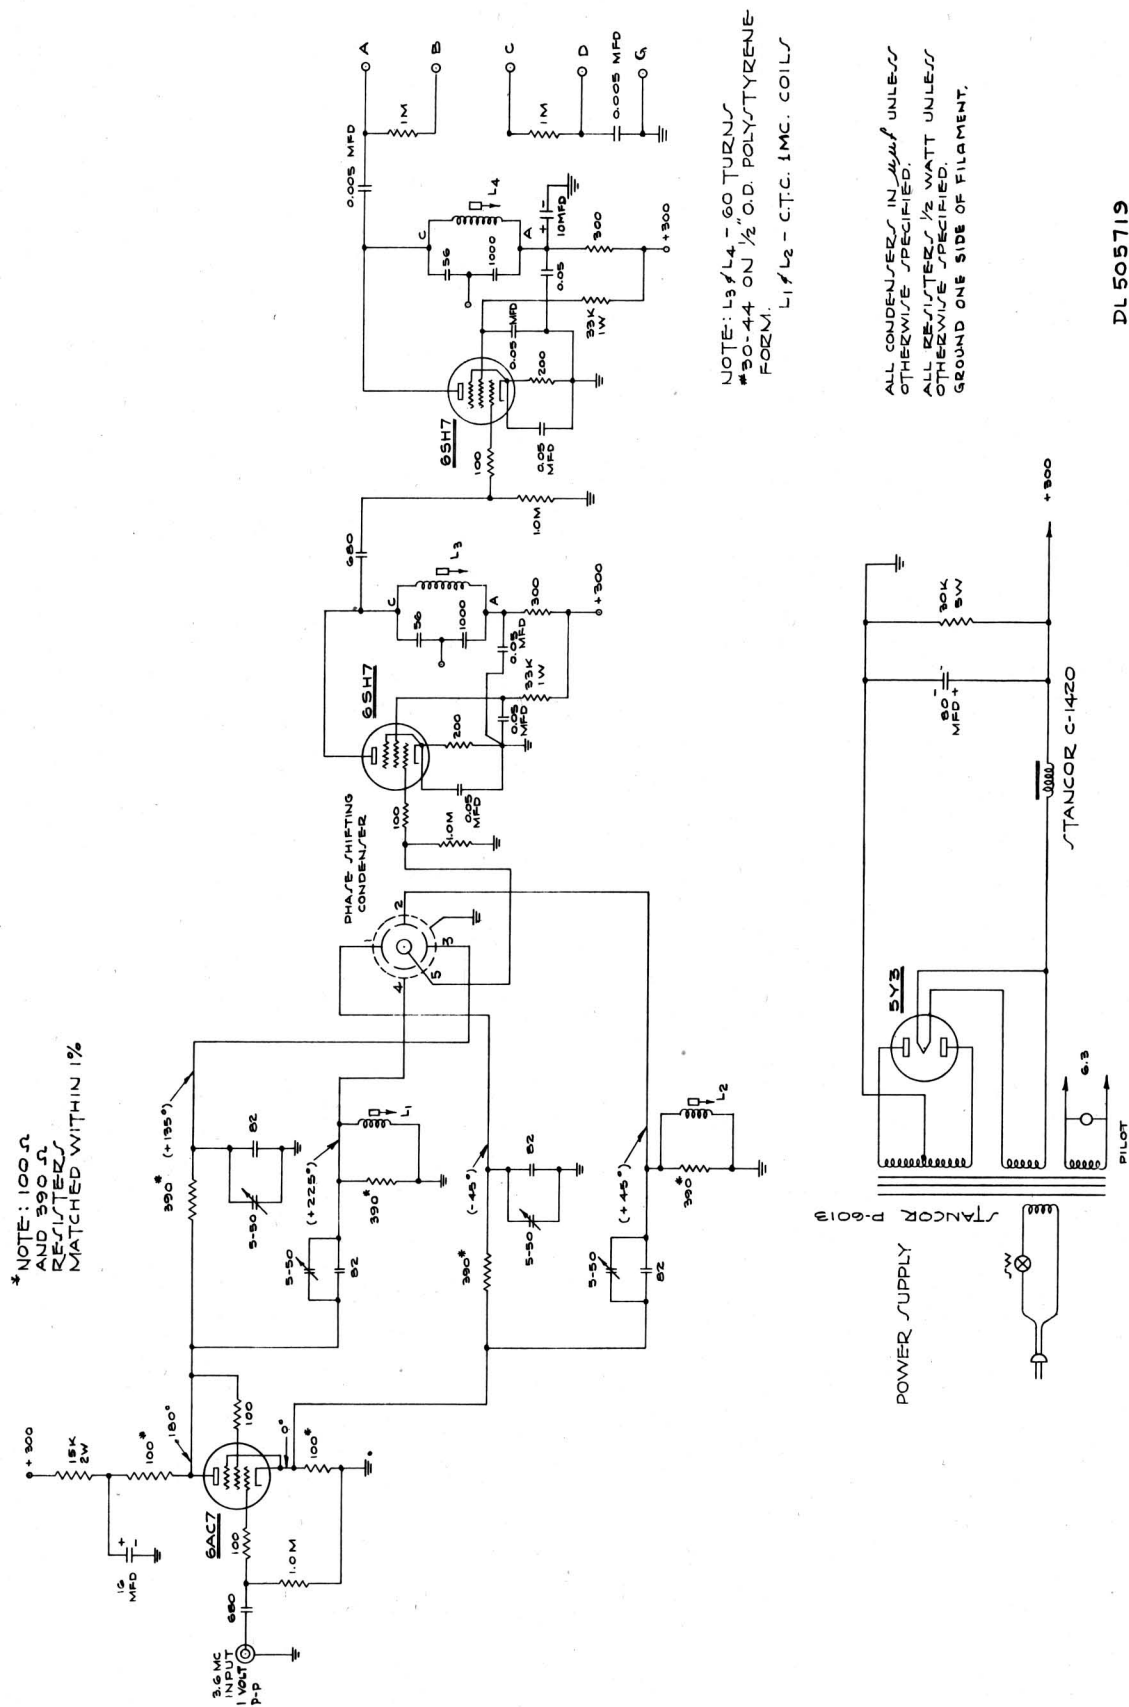 * NOTE: 100 Ω
AND 390 Ω
RESISTERS
MATCHED WITHIN 1%
3.6 MC
INPUT
1 VOLT
P-P
680
1.0 M
100
6AC7
16
MFD
+
-
+300
15K
2W
100*
180°
100
0°
100*
390*
(+135°)
5-50
82
5-50
82
(+225°)
390*
L1
390*
(-45°)
5-50
82
5-50
82
(+45°)
390*
L2
PHASE SHIFTING
CONDENSER
1
2
3
4
5
1.0M
100
6SH7
0.05
MFD
200
0.05
MFD
33K
1W
0.05
MFD
300
+300
C
56
1000
A
L3
680
1.0M
100
6SH7
0.05
MFD
200
0.05 MFD
33K
1W
0.05
300
+300
+
-
10MFD
C
56
1000
A
L4
0.005 MFD
1M
1M
0.005 MFD
A
B
C
D
G
NOTE: L3 & L4 - 60 TURNS
#30-44 ON 1/2" O.D. POLYSTYRENE
FORM.
L1 & L2 - C.T.C. 1MC. COILS
ALL CONDENSERS IN μμf UNLESS
OTHERWISE SPECIFIED.
ALL RESISTERS 1/2 WATT UNLESS
OTHERWISE SPECIFIED.
GROUND ONE SIDE OF FILAMENT.
POWER SUPPLY
SW
STANCOR P-6013
5Y3
6.3
PILOT
STANCOR C-1420
80
MFD
-
+
30K
5W
+300
DL 505719